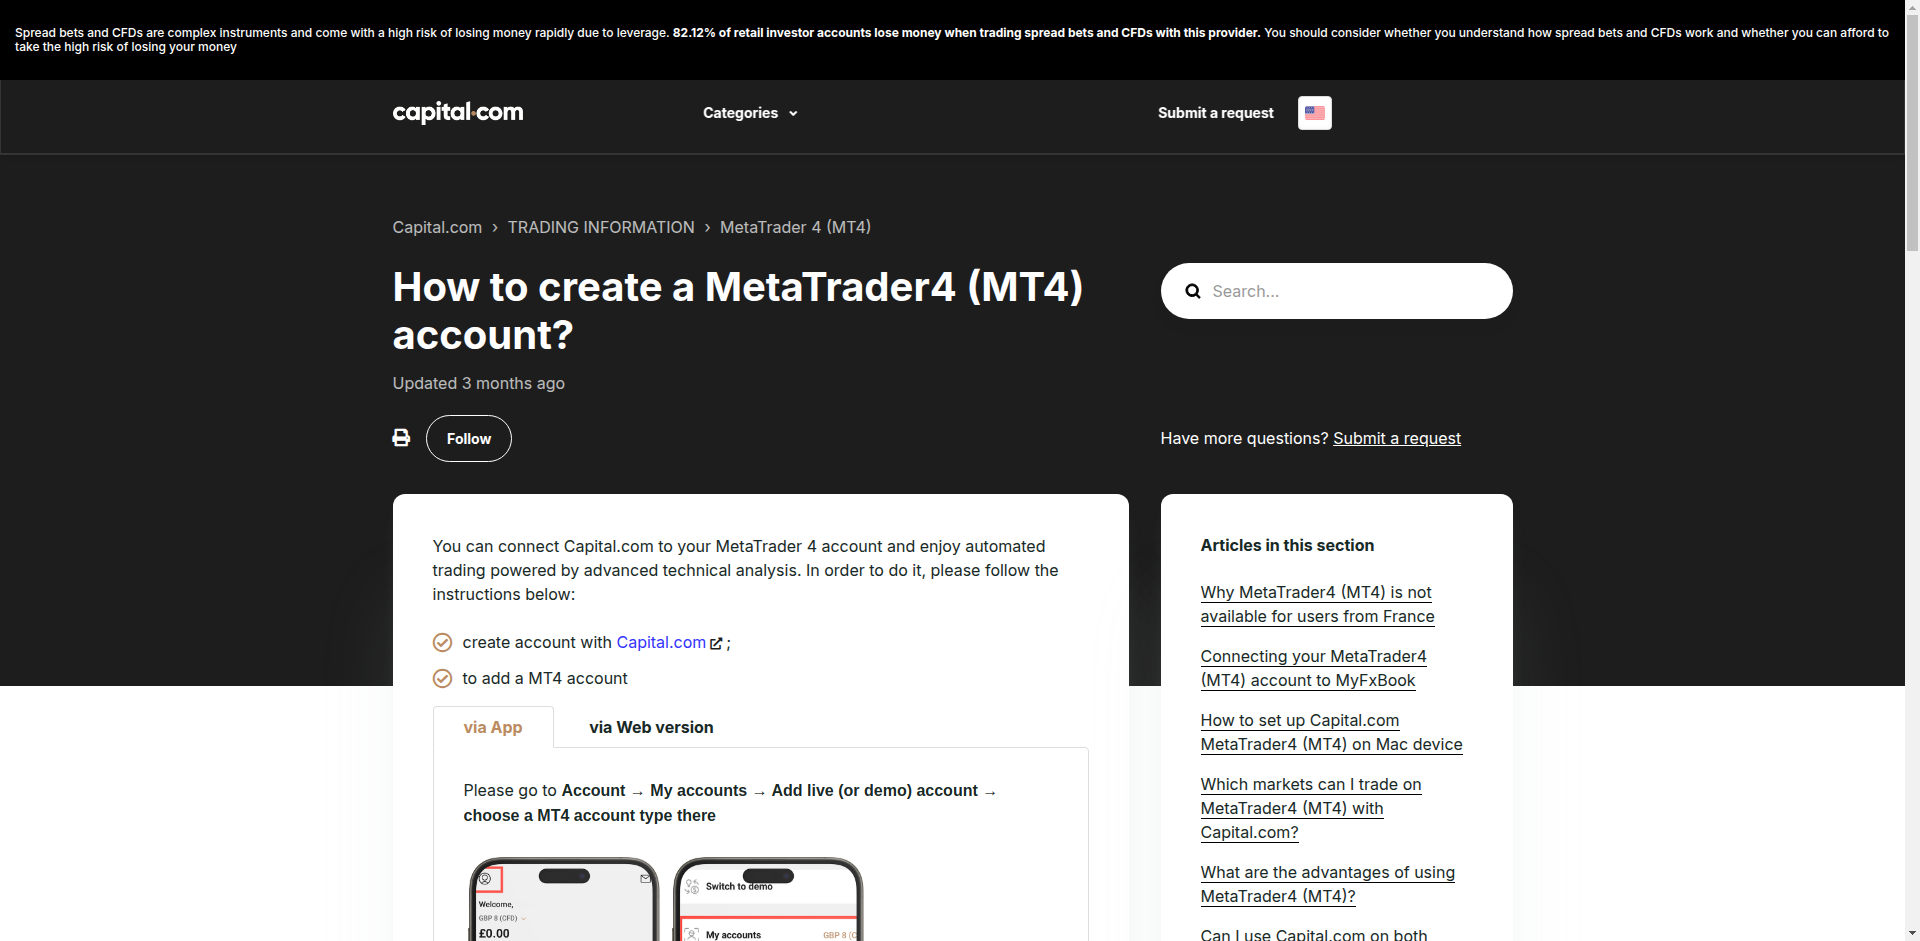 Spread bets and CFDs are complex instruments and come with a high risk of losing money rapidly due to leverage. 82.12% of retail investor accounts lose money when trading spread bets and CFDs with this provider. You should consider whether you understand how spread bets and CFDs work and whether you can afford to
take the high risk of losing your money
capital.com
Categories
Submit a request
Capital.com › TRADING INFORMATION › MetaTrader 4 (MT4)
How to create a MetaTrader4 (MT4)
account?
Search...
Updated 3 months ago
Follow
Have more questions? Submit a request
You can connect Capital.com to your MetaTrader 4 account and enjoy automated
trading powered by advanced technical analysis. In order to do it, please follow the
instructions below:
create account with Capital.com ;
to add a MT4 account
via App
via Web version
Please go to Account → My accounts → Add live (or demo) account →
choose a MT4 account type there
Welcome,
GBP 8 (CFD)
£0.00
Switch to demo
My accounts
GBP 8 (C
Articles in this section
Why MetaTrader4 (MT4) is not
available for users from France
Connecting your MetaTrader4
(MT4) account to MyFxBook
How to set up Capital.com
MetaTrader4 (MT4) on Mac device
Which markets can I trade on
MetaTrader4 (MT4) with
Capital.com?
What are the advantages of using
MetaTrader4 (MT4)?
Can I use Capital.com on both